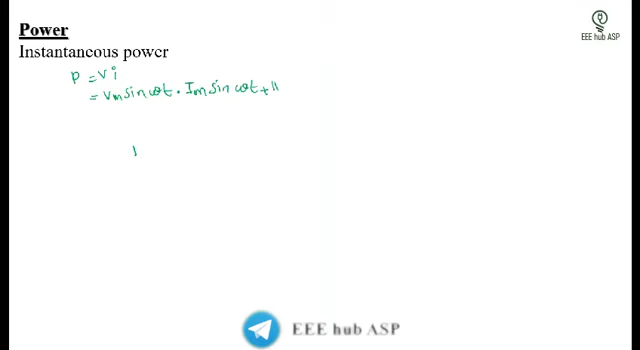 Power
EEE hub ASP
Instantaneous power
P = vi
= Vm sin ωt . Im sin ωt +
EEE hub ASP